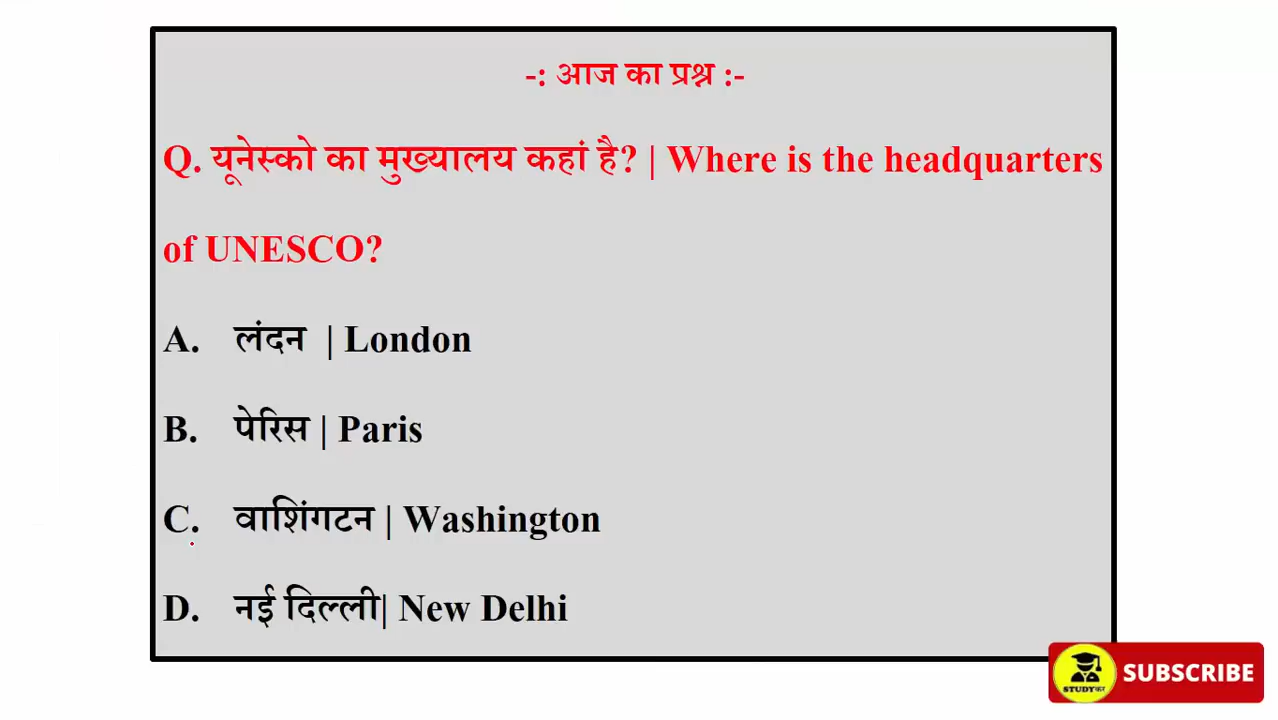 -: आज का प्रश्न :-
Q. यूनेस्को का मुख्यालय कहां है? | Where is the headquarters
of UNESCO?
A. लंदन | London
B. पेरिस | Paris
C. वाशिंगटन | Washington
D. नई दिल्ली| New Delhi
STUDYकर
SUBSCRIBE